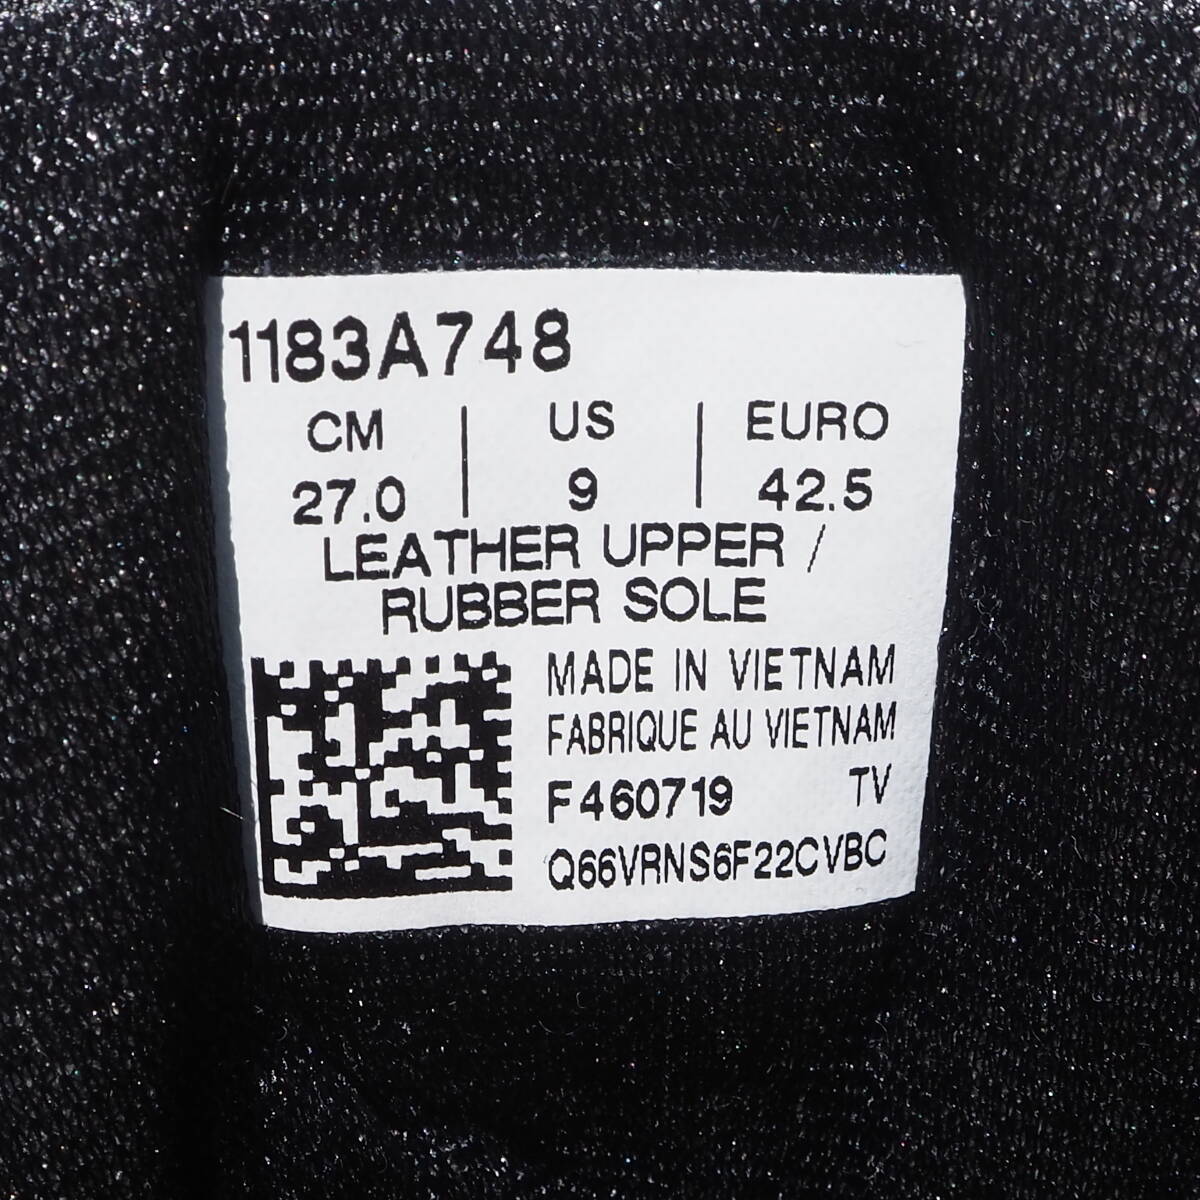 1183A748
CM | US | EURO
27.0 | 9 | 42.5
LEATHER UPPER /
RUBBER SOLE
MADE IN VIETNAM
FABRIQUE AU VIETNAM
F460719 TV
Q66VRNS6F22CVBC